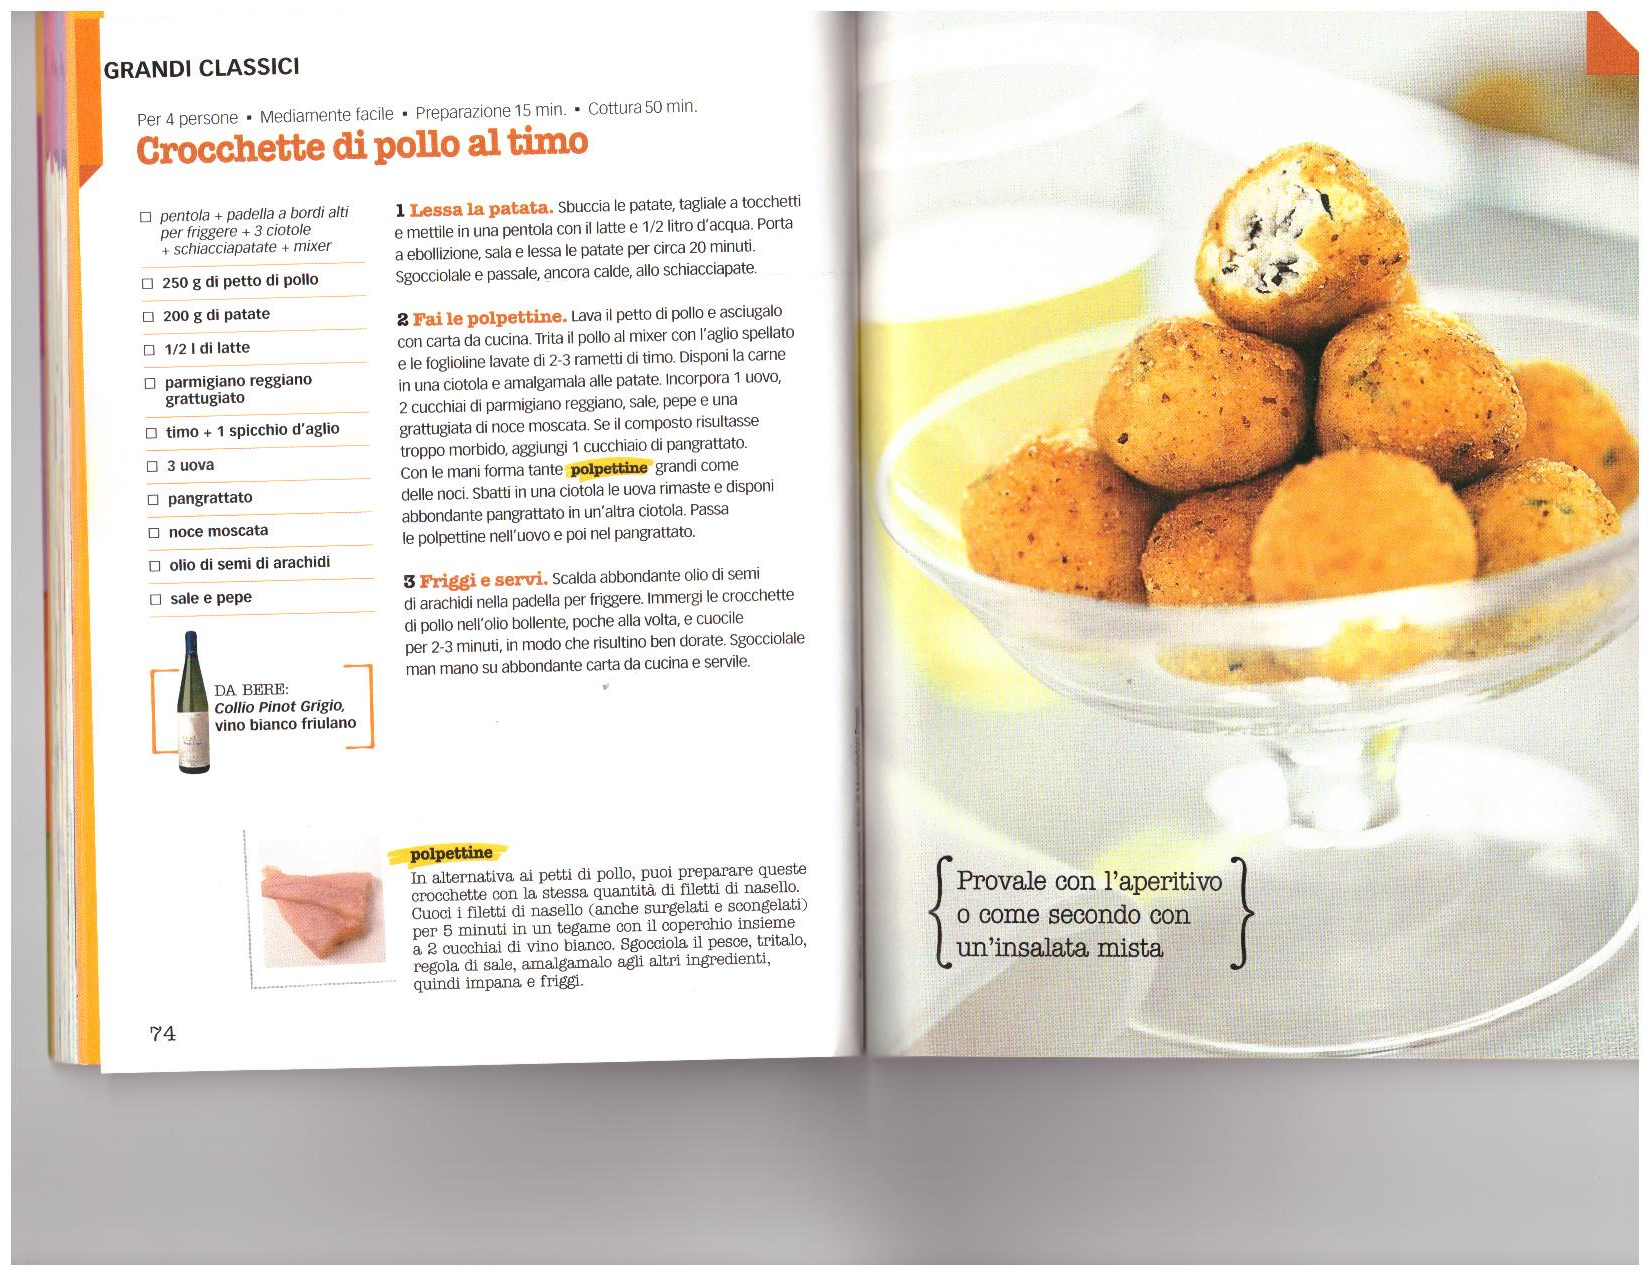 GRANDI CLASSICI
Per 4 persone ▪ Mediamente facile ▪ Preparazione 15 min. ▪ Cottura 50 min.
Crocchette di pollo al timo
pentola + padella a bordi alti
per friggere + 3 ciotole
+ schiacciapatate + mixer
250 g di petto di pollo
200 g di patate
1/2 l di latte
parmigiano reggiano
grattugiato
timo + 1 spicchio d'aglio
3 uova
pangrattato
noce moscata
olio di semi di arachidi
sale e pepe
DA BERE:
Collio Pinot Grigio,
vino bianco friulano
1 Lessa la patata. Sbuccia le patate, tagliale a tocchetti
e mettile in una pentola con il latte e 1/2 litro d'acqua. Porta
a ebollizione, sala e lessa le patate per circa 20 minuti.
Sgocciolale e passale, ancora calde, allo schiacciapate.
2 Fai le polpettine. Lava il petto di pollo e asciugalo
con carta da cucina. Trita il pollo al mixer con l'aglio spellato
e le foglioline lavate di 2-3 rametti di timo. Disponi la carne
in una ciotola e amalgamala alle patate. Incorpora 1 uovo,
2 cucchiai di parmigiano reggiano, sale, pepe e una
grattugiata di noce moscata. Se il composto risultasse
troppo morbido, aggiungi 1 cucchiaio di pangrattato.
Con le mani forma tante polpettine grandi come
delle noci. Sbatti in una ciotola le uova rimaste e disponi
abbondante pangrattato in un'altra ciotola. Passa
le polpettine nell'uovo e poi nel pangrattato.
3 Friggi e servi. Scalda abbondante olio di semi
di arachidi nella padella per friggere. Immergi le crocchette
di pollo nell'olio bollente, poche alla volta, e cuocile
per 2-3 minuti, in modo che risultino ben dorate. Sgocciolale
man mano su abbondante carta da cucina e servile.
polpettine
In alternativa ai petti di pollo, puoi preparare queste
crocchette con la stessa quantità di filetti di nasello.
Cuoci i filetti di nasello (anche surgelati e scongelati)
per 5 minuti in un tegame con il coperchio insieme
a 2 cucchiai di vino bianco. Sgocciola il pesce, tritalo,
regola di sale, amalgamalo agli altri ingredienti,
quindi impana e friggi.
74
Provale con l'aperitivo
o come secondo con
un'insalata mista